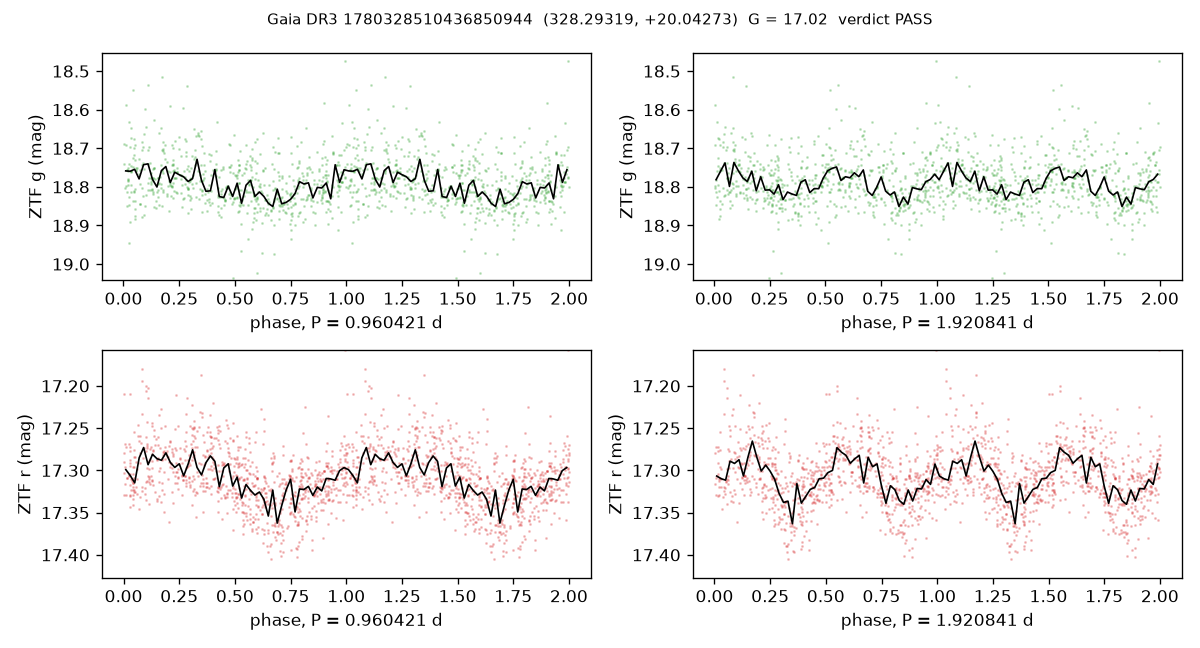 Gaia DR3 1780328510436850944 (328.29319, +20.04273) G = 17.02 verdict PASS
ZTF g (mag)
18.5
18.6
18.7
18.8
18.9
19.0
0.00 0.25 0.50 0.75 1.00 1.25 1.50 1.75 2.00
phase, P = 0.960421 d
ZTF g (mag)
18.5
18.6
18.7
18.8
18.9
19.0
0.00 0.25 0.50 0.75 1.00 1.25 1.50 1.75 2.00
phase, P = 1.920841 d
ZTF r (mag)
17.20
17.25
17.30
17.35
17.40
0.00 0.25 0.50 0.75 1.00 1.25 1.50 1.75 2.00
phase, P = 0.960421 d
ZTF r (mag)
17.20
17.25
17.30
17.35
17.40
0.00 0.25 0.50 0.75 1.00 1.25 1.50 1.75 2.00
phase, P = 1.920841 d